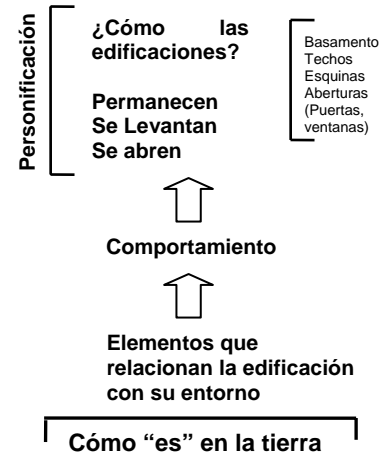 Personificación
¿Cómo las
edificaciones?
Permanecen
Se Levantan
Se abren
Basamento
Techos
Esquinas
Aberturas
(Puertas,
ventanas)
Comportamiento
Elementos que
relacionan la edificación
con su entorno
Cómo “es” en la tierra